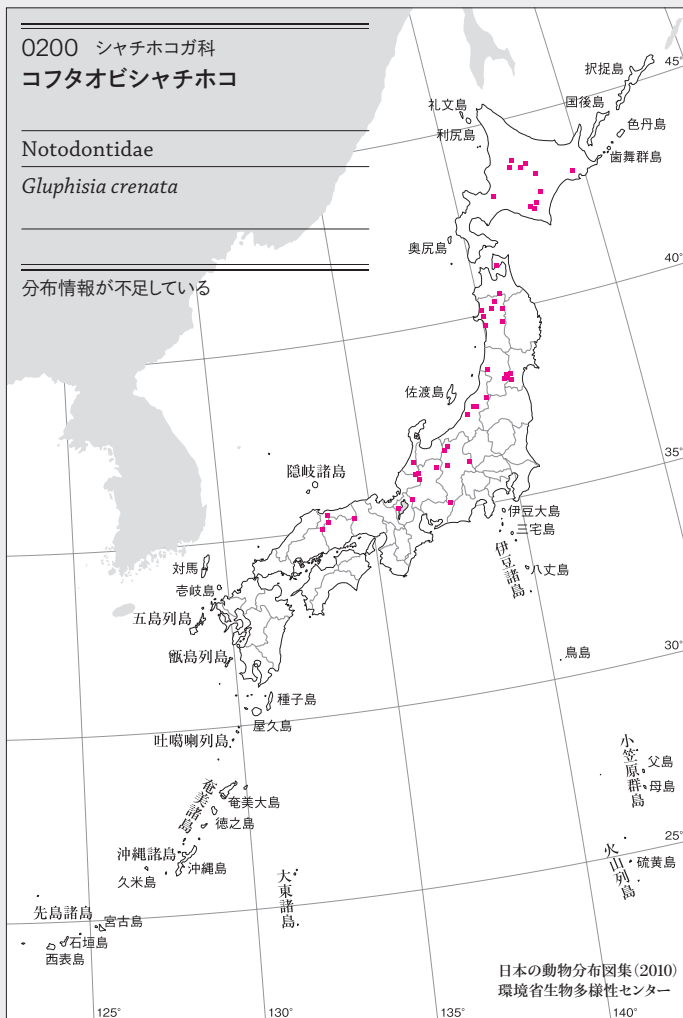 0200 シャチホコガ科
コフタオビシャチホコ
Notodontidae
Gluphisia crenata
分布情報が不足している
択捉島
45°
国後島
礼文島
色丹島
利尻島
歯舞群島
奥尻島
40°
佐渡島
35°
隠岐諸島
伊豆大島
三宅島
伊豆諸島
八丈島
対馬
壱岐島
五島列島
甑島列島
30°
鳥島
種子島
屋久島
吐噶喇列島
小笠原群島
父島
母島
奄美諸島
奄美大島
徳之島
25°
沖縄諸島
沖縄島
久米島
火山列島
硫黄島
大東諸島
先島諸島
宮古島
石垣島
西表島
日本の動物分布図集(2010)
環境省生物多様性センター
125°
130°
135°
140°